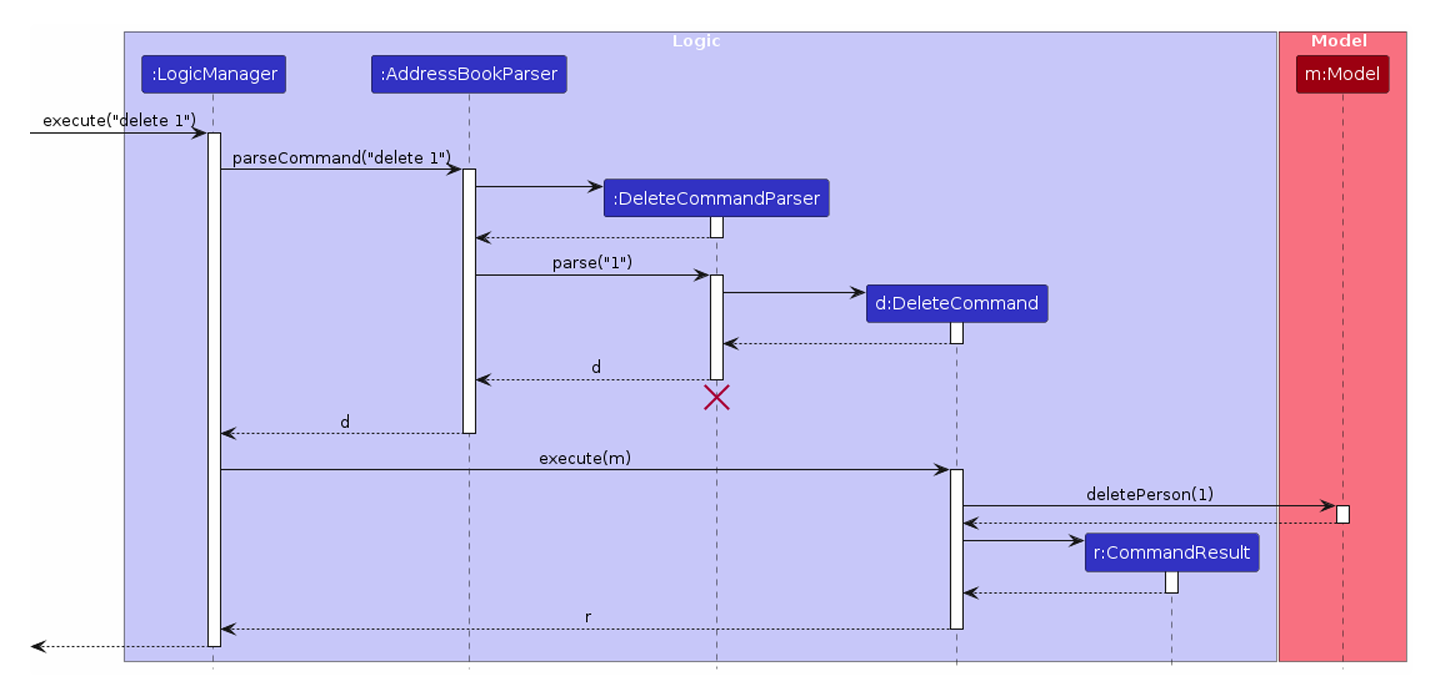 Logic
Model
:LogicManager
:AddressBookParser
m:Model
execute("delete 1")
parseCommand("delete 1")
:DeleteCommandParser
parse("1")
d:DeleteCommand
d
d
execute(m)
deletePerson(1)
r:CommandResult
r